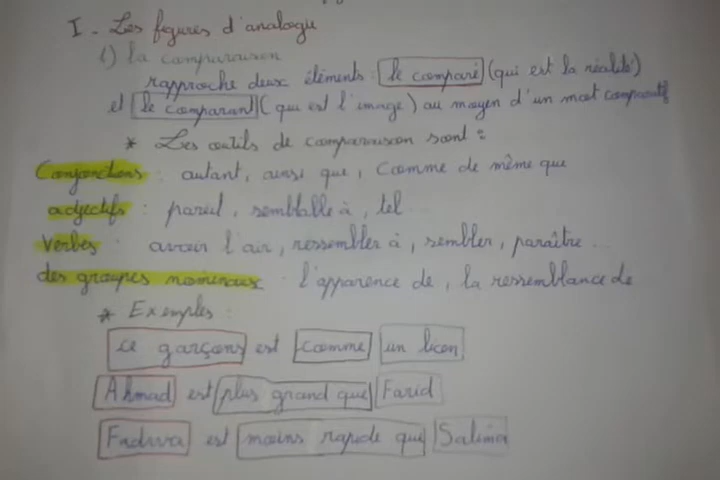 I - Les figures d'analogie
1) la comparaison
rapproche deux éléments : le comparé (qui est la réalité)
et le comparant (qui est l'image) au moyen d'un mot comparatif
* Les outils de comparaison sont :
Conjonctions : autant, ainsi que, comme de même que
adjectifs : pareil, semblable à, tel ..
Verbes : avoir l'air, ressembler à, sembler, paraître ...
des groupes nominaux : l'apparence de, la ressemblance de
* Exemples :
ce garçons est comme un lion
Ahmad est plus grand que Farid
est moins rapide que Salima